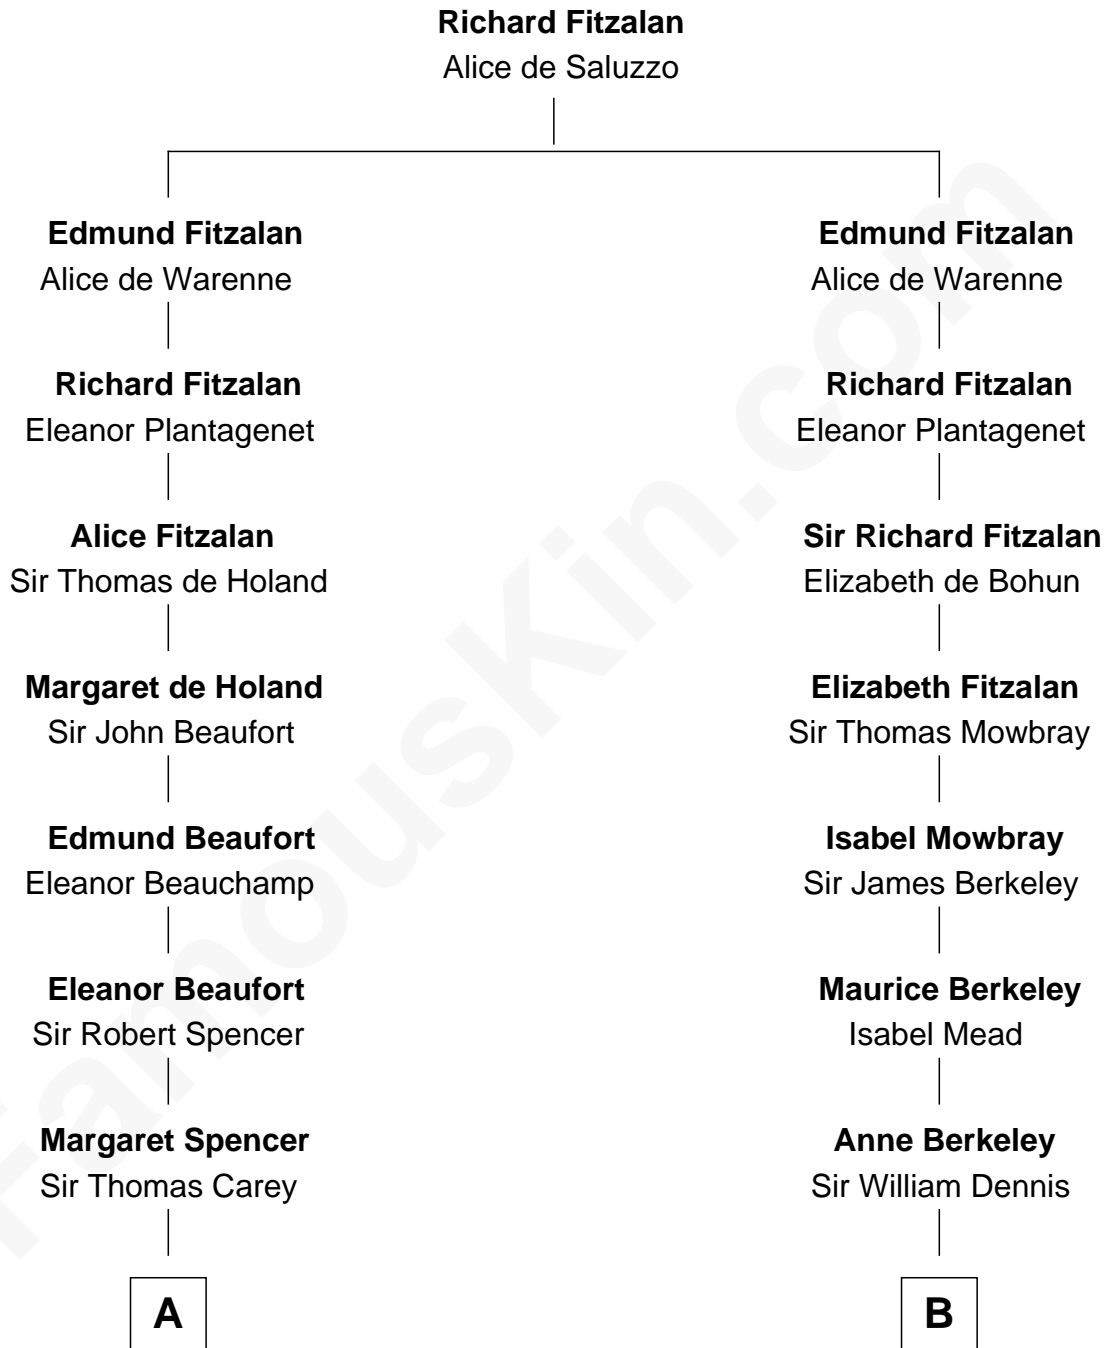 Richard Fitzalan
Alice de Saluzzo
Edmund Fitzalan
Alice de Warenne
Richard Fitzalan
Eleanor Plantagenet
Alice Fitzalan
Sir Thomas de Holand
Margaret de Holand
Sir John Beaufort
Edmund Beaufort
Eleanor Beauchamp
Eleanor Beaufort
Sir Robert Spencer
Margaret Spencer
Sir Thomas Carey
A
Edmund Fitzalan
Alice de Warenne
Richard Fitzalan
Eleanor Plantagenet
Sir Richard Fitzalan
Elizabeth de Bohun
Elizabeth Fitzalan
Sir Thomas Mowbray
Isabel Mowbray
Sir James Berkeley
Maurice Berkeley
Isabel Mead
Anne Berkeley
Sir William Dennis
B
FamousKin.com